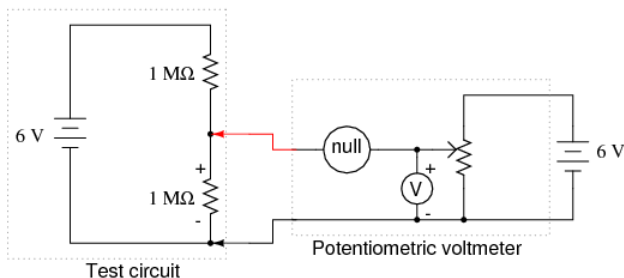 1 MΩ
6 V
null
+
6 V
+
V
1 MΩ
-
-
Potentiometric voltmeter
Test circuit